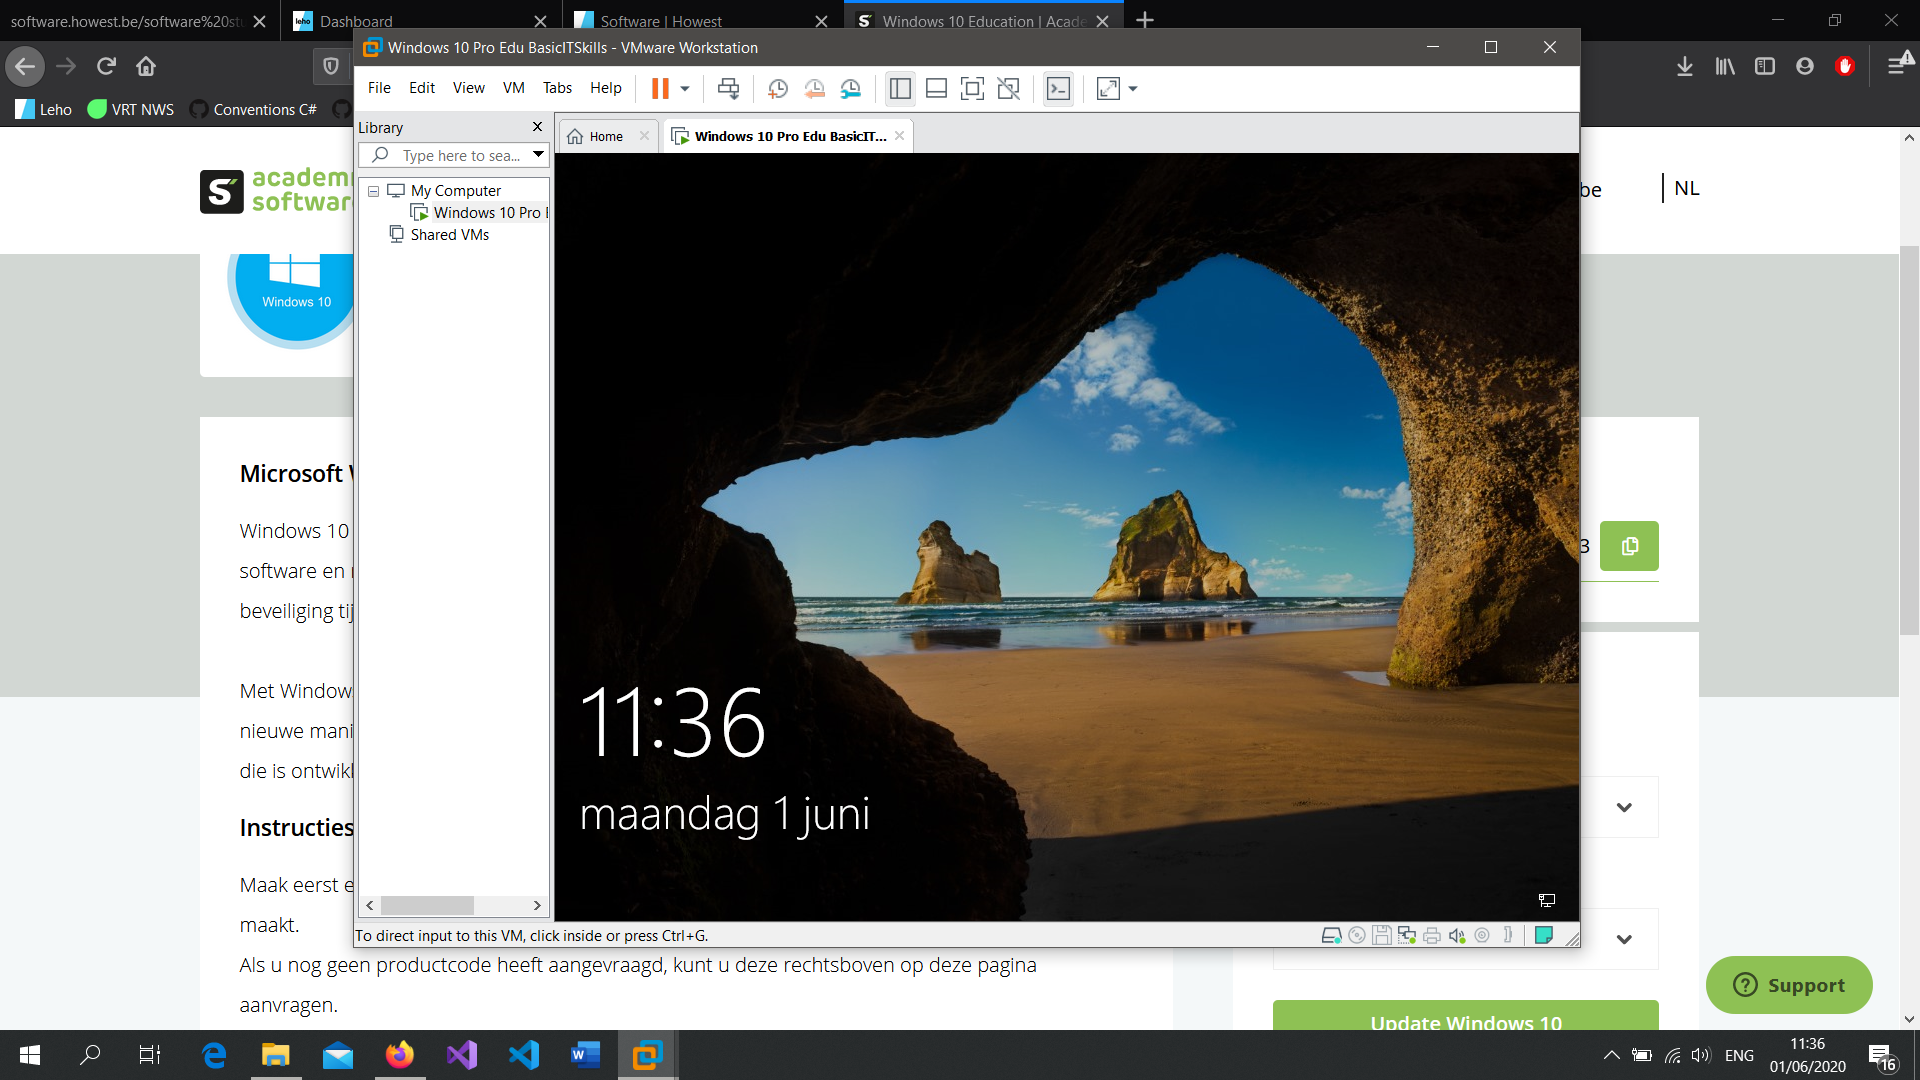 software.howest.be/software%20st
Dashboard
Software | Howest
Windows 10 Education | Acade
Windows 10 Pro Edu BasicITSkills - VMware Workstation
Leho
VRT NWS
Conventions C#
File Edit View VM Tabs Help
Library
Type here to sea...
Home
Windows 10 Pro Edu BasicIT...
My Computer
Windows 10 Pro
Shared VMs
academ
software
be
NL
Windows 10
Microsoft
Windows 10
software en
3
beveiliging
Met Window
nieuwe mani
die is
11:36
maandag 1 juni
Instructies
Maak eerst
maakt.
To direct input to this VM, click inside or press Ctrl+G.
Als u nog geen productcode heeft aangevraagd, kunt u deze rechtsboven op deze pagina
aanvragen.
Support
Update Windows 10
ENG
11:36
01/06/2020
16